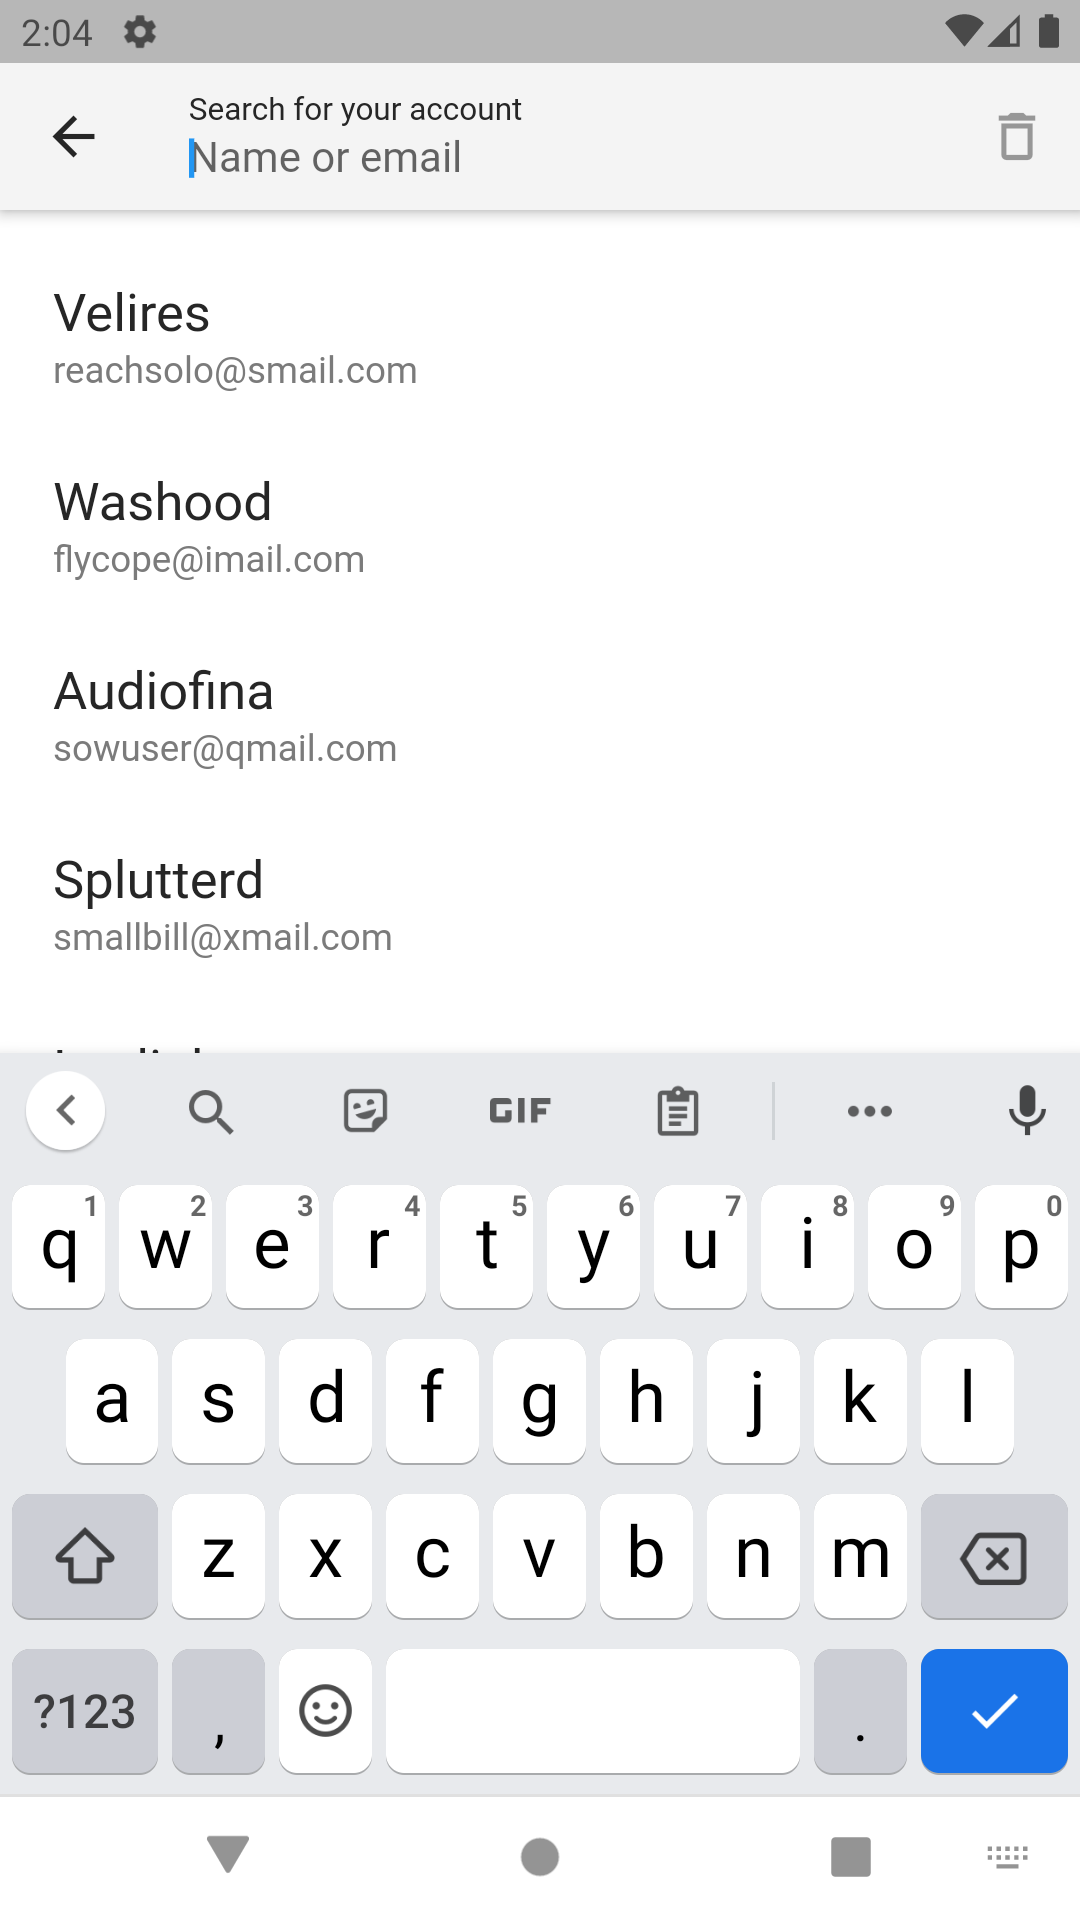 2:04
Search for your account
Name or email
Velires
reachsolo@smail.com
Washood
flycope@imail.com
Audiofina
sowuser@qmail.com
Splutterd
smallbill@xmail.com
GIF
q 1 w 2 e 3 r 4 t 5 y 6 u 7 i 8 o 9 p 0
a s d f g h j k l
z x c v b n m
?123 , .